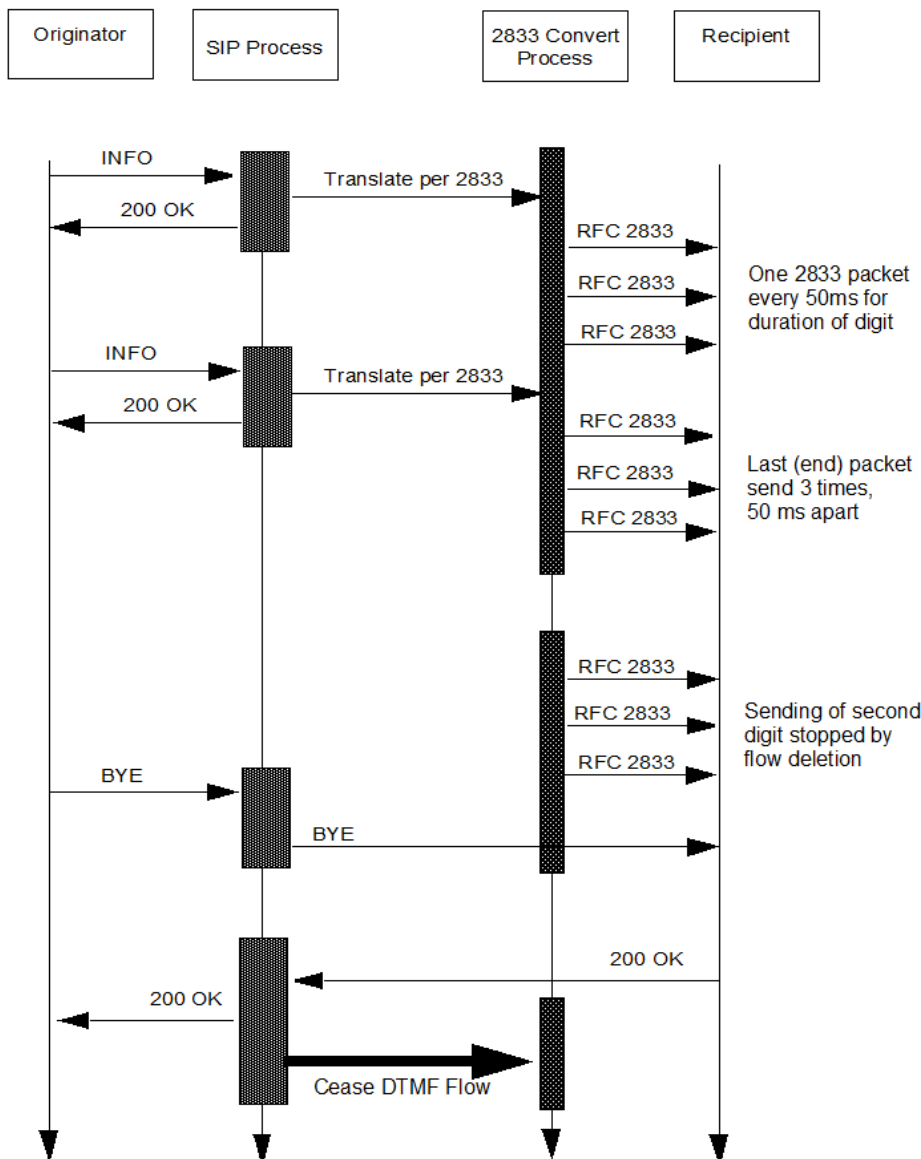 Originator
SIP Process
2833 Convert
Process
Recipient
INFO
Translate per 2833
200 OK
RFC 2833
RFC 2833
RFC 2833
One 2833 packet
every 50ms for
duration of digit
INFO
Translate per 2833
200 OK
RFC 2833
RFC 2833
RFC 2833
Last (end) packet
send 3 times,
50 ms apart
RFC 2833
RFC 2833
RFC 2833
Sending of second
digit stopped by
flow deletion
BYE
BYE
200 OK
200 OK
Cease DTMF Flow